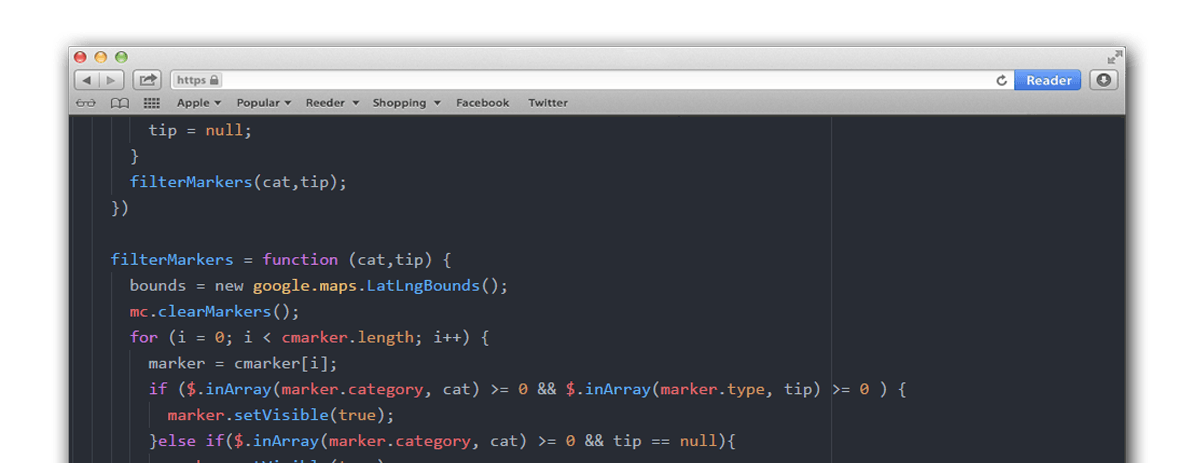 https
Reader
Apple Popular Reeder Shopping Facebook Twitter
tip = null;
}
filterMarkers(cat,tip);
})
filterMarkers = function (cat,tip) {
bounds = new google.maps.LatLngBounds();
mc.clearMarkers();
for (i = 0; i < cmarker.length; i++) {
marker = cmarker[i];
if ($.inArray(marker.category, cat) >= 0 && $.inArray(marker.type, tip) >= 0 ) {
marker.setVisible(true);
}else if($.inArray(marker.category, cat) >= 0 && tip == null){